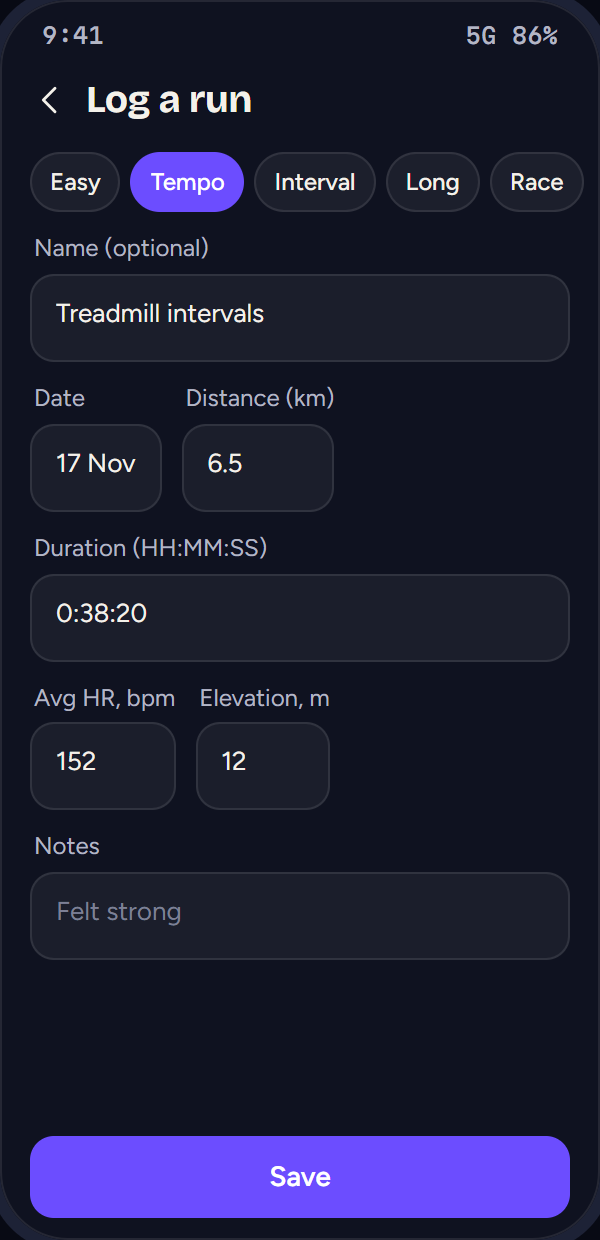 9:41 5G 86%
Log a run
Easy Tempo Interval Long Race
Name (optional)
Treadmill intervals
Date Distance (km)
17 Nov 6.5
Duration (HH:MM:SS)
0:38:20
Avg HR, bpm Elevation, m
152 12
Notes
Felt strong
Save